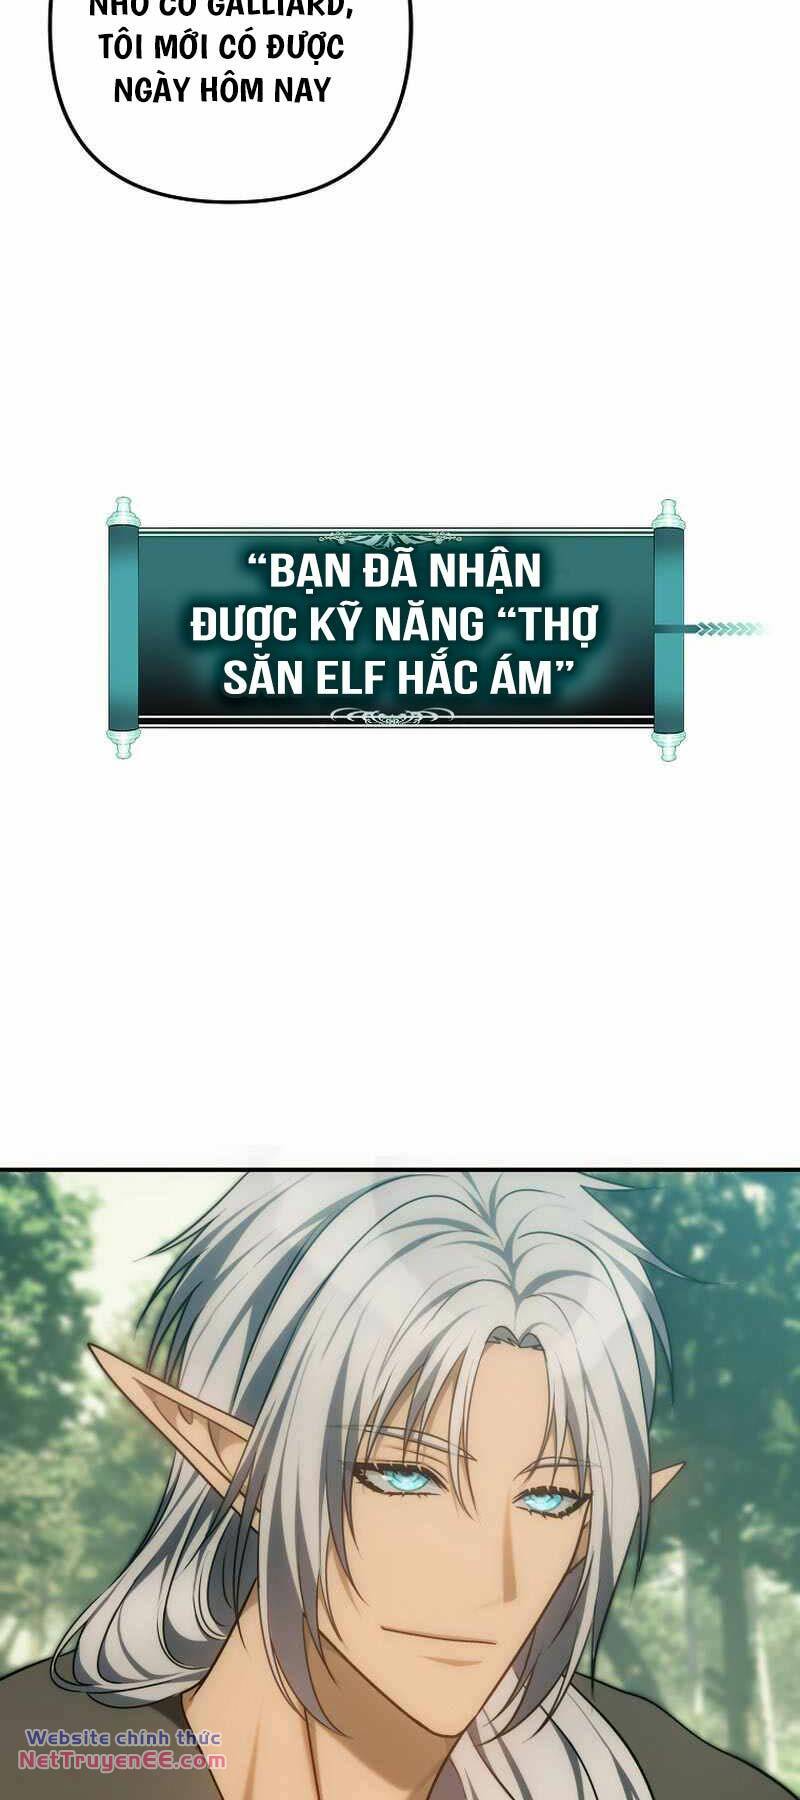 NHỜ CÓ GALLIARD,
TÔI MỚI CÓ ĐƯỢC
NGÀY HÔM NAY
“BẠN ĐÃ NHẬN
ĐƯỢC KỸ NĂNG “THỢ
SĂN ELF HẮC ÁM”
Website chính thức
NetTruyenEE.com